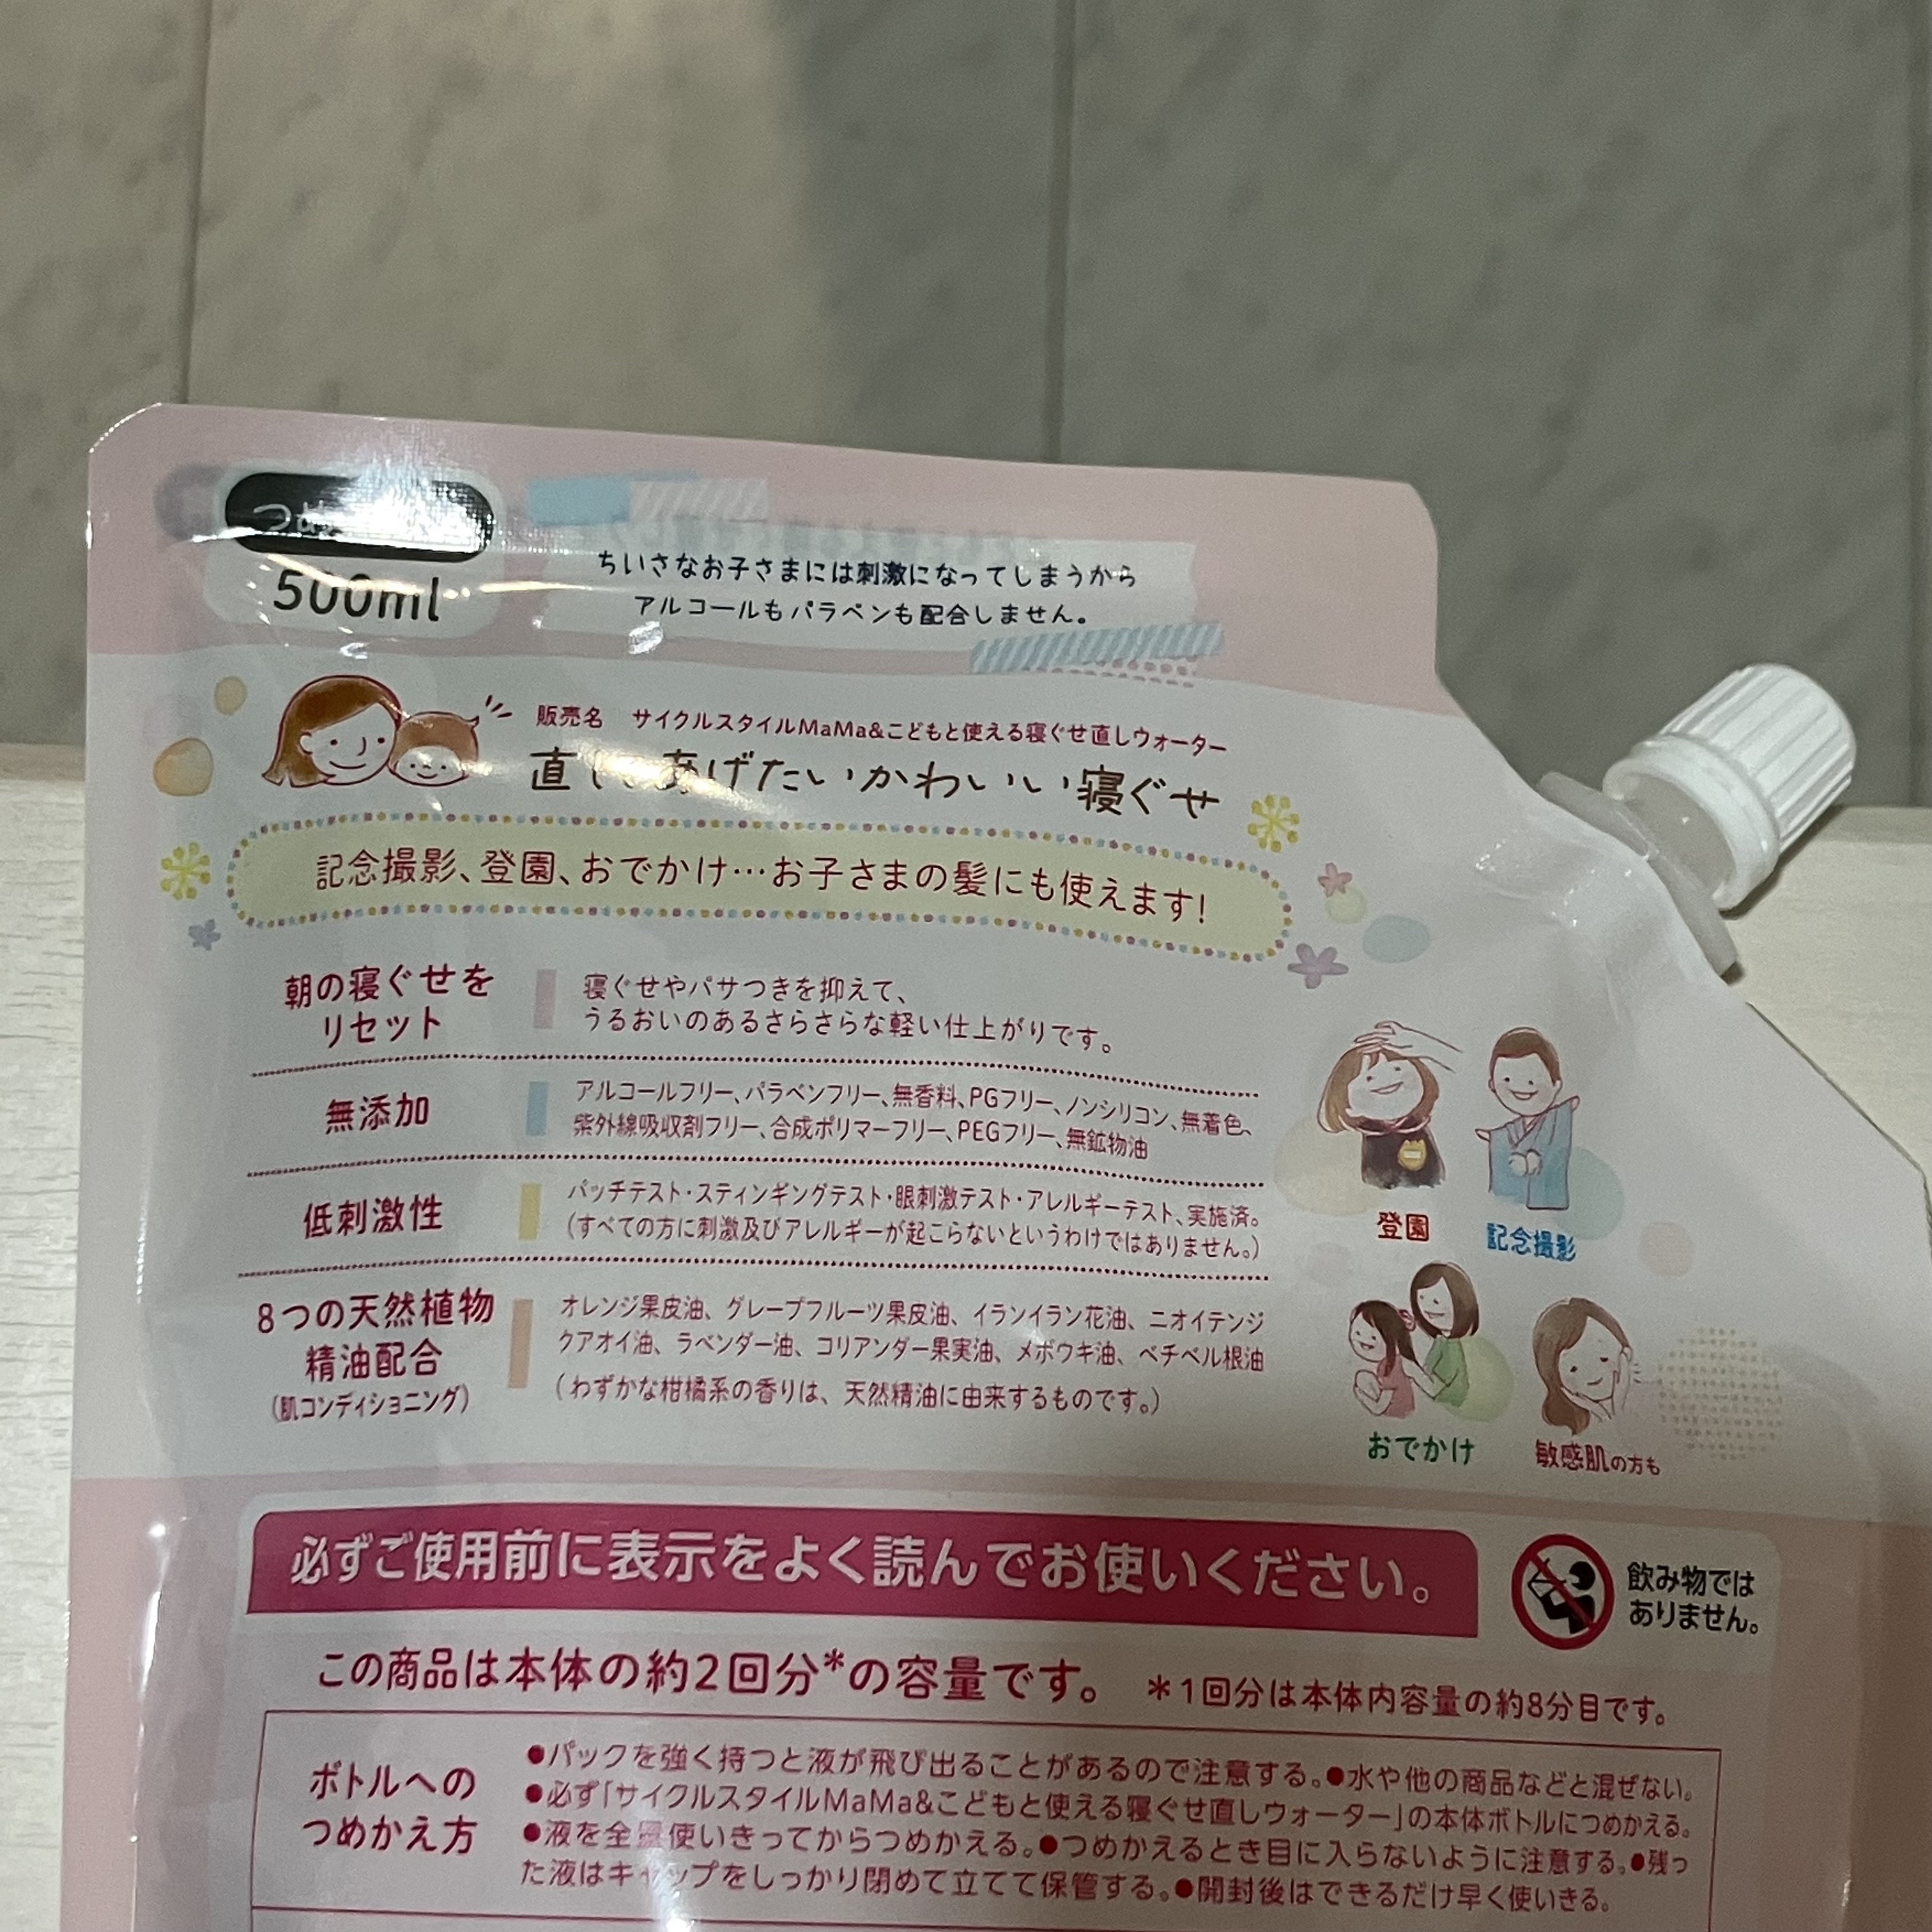 500ml
ちいさなお子さまには刺激になってしまうから
アルコールもパラベンも配合しません。
販売名　サイクルスタイルMaMa&こどもと使える寝ぐせ直しウォーター
直してあげたいかわいい寝ぐせ
記念撮影、登園、おでかけ…お子さまの髪にも使えます!
朝の寝ぐせを
リセット
寝ぐせやパサつきを抑えて、
うるおいのあるさらさらな軽い仕上がりです。
無添加
アルコールフリー、パラベンフリー、無香料、PGフリー、ノンシリコン、無着色、
紫外線吸収剤フリー、合成ポリマーフリー、PEGフリー、無鉱物油
低刺激性
パッチテスト・スティンギングテスト・眼刺激テスト・アレルギーテスト、実施済。
(すべての方に刺激及びアレルギーが起こらないというわけではありません。)
8つの天然植物
精油配合
(肌コンディショニング)
オレンジ果皮油、グレープフルーツ果皮油、イランイラン花油、ニオイテンジ
クアオイ油、ラベンダー油、コリアンダー果実油、メボウキ油、ベチベル根油
(わずかな柑橘系の香りは、天然精油に由来するものです。)
登園
記念撮影
おでかけ
敏感肌の方も
必ずご使用前に表示をよく読んでお使いください。
飲み物では
ありません。
この商品は本体の約2回分*の容量です。 *1回分は本体内容量の約8分目です。
ボトルへの
つめかえ方
●パックを強く持つと液が飛び出ることがあるので注意する。●水や他の商品などと混ぜない。
●必ず「サイクルスタイルMaMa&こどもと使える寝ぐせ直しウォーター」の本体ボトルにつめかえる。
●液を全量使いきってからつめかえる。●つめかえるとき目に入らないように注意する。●残っ
た液はキャップをしっかり閉めて立てて保管する。●開封後はできるだけ早く使いきる。